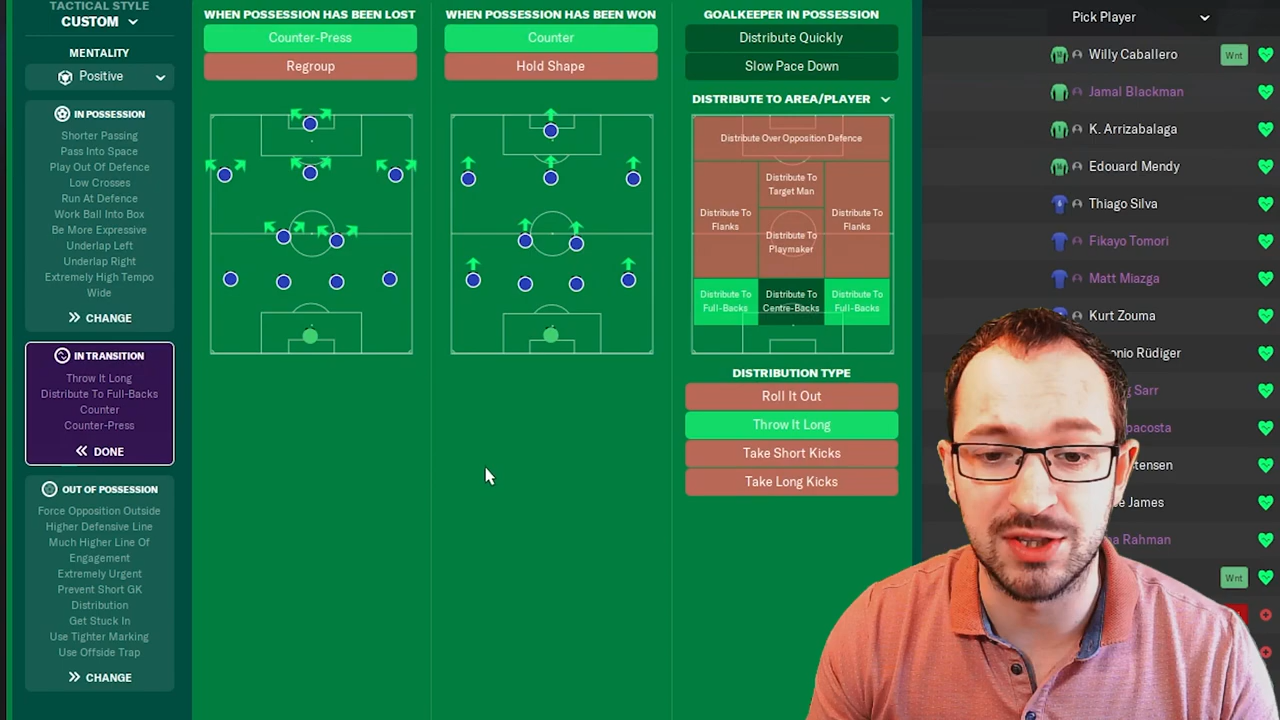 TACTICAL STYLE
CUSTOM
MENTALITY
Positive
IN POSSESSION
Shorter Passing
Pass Into Space
Play Out Of Defence
Low Crosses
Run At Defence
Work Ball Into Box
Be More Expressive
Underlap Left
Underlap Right
Extremely High Tempo
Wide
CHANGE
IN TRANSITION
Throw It Long
Distribute To Full-Backs
Counter
Counter-Press
DONE
OUT OF POSSESSION
Force Opposition Outside
Higher Defensive Line
Much Higher Line Of
Engagement
Extremely Urgent
Prevent Short GK
Distribution
Get Stuck In
Use Tighter Marking
Use Offside Trap
CHANGE
WHEN POSSESSION HAS BEEN LOST
Counter-Press
Regroup
WHEN POSSESSION HAS BEEN WON
Counter
Hold Shape
GOALKEEPER IN POSSESSION
Distribute Quickly
Slow Pace Down
DISTRIBUTE TO AREA/PLAYER
Distribute Over Opposition Defence
Distribute To
Target Man
Distribute To
Flanks
Distribute To
Playmaker
Distribute To
Flanks
Distribute To
Full-Backs
Distribute To
Centre-Backs
Distribute To
Full-Backs
DISTRIBUTION TYPE
Roll It Out
Throw It Long
Take Short Kicks
Take Long Kicks
Pick Player
Willy Caballero
Wnt
Jamal Blackman
K. Arrizabalaga
Edouard Mendy
Thiago Silva
Fikayo Tomori
Matt Miazga
Kurt Zouma
Rüdiger
Sarr
James
Rahman
Wnt